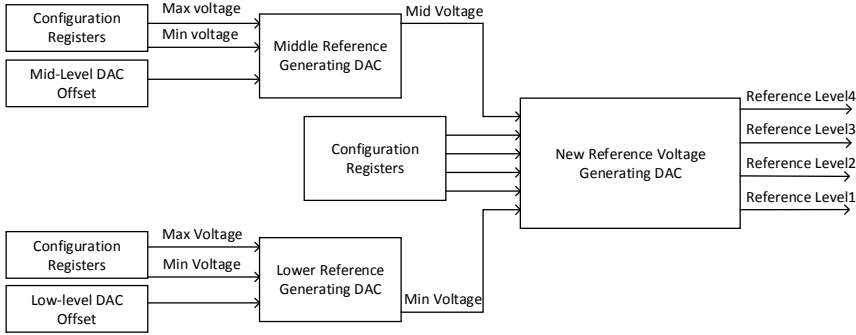 Configuration
Registers
Max voltage
Min voltage
Mid-Level DAC
Offset
Middle Reference
Generating DAC
Mid Voltage
Configuration
Registers
New Reference Voltage
Generating DAC
Reference Level4
Reference Level3
Reference Level2
Reference Level1
Configuration
Registers
Max Voltage
Min Voltage
Low-level DAC
Offset
Lower Reference
Generating DAC
Min Voltage